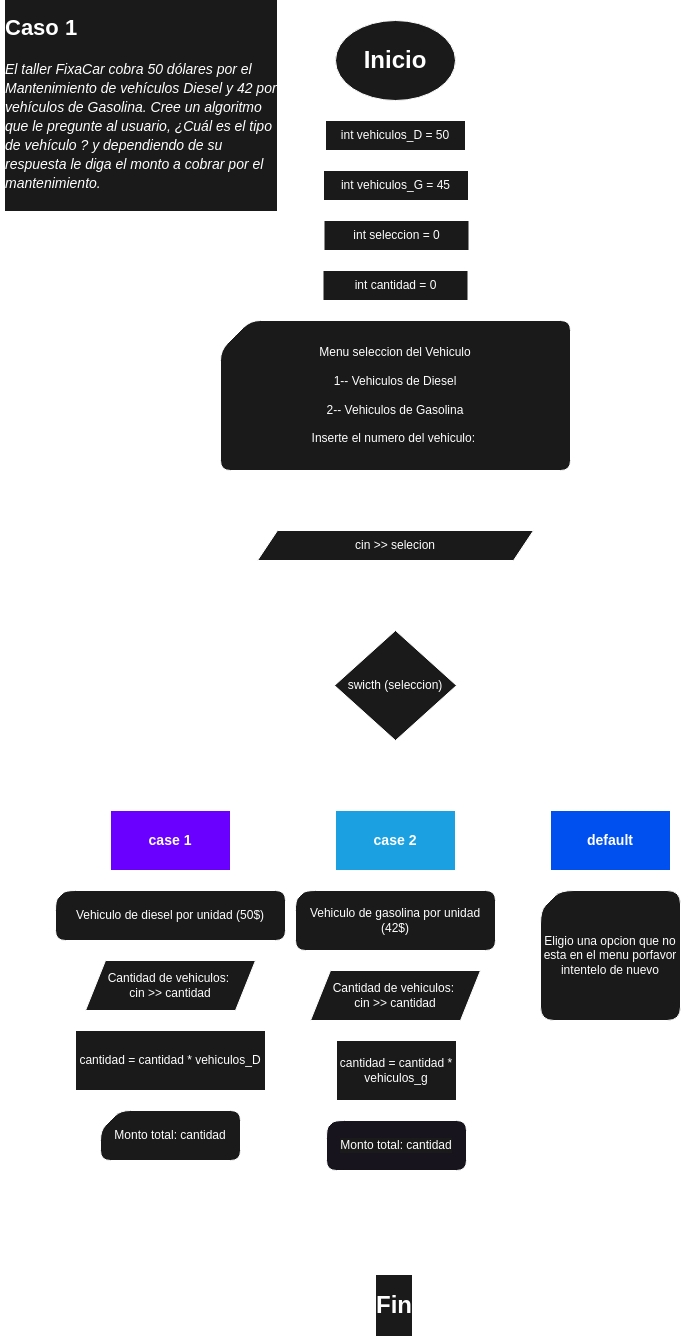 Caso 1
El taller FixaCar cobra 50 dólares por el
Mantenimiento de vehículos Diesel y 42 por
vehículos de Gasolina. Cree un algoritmo
que le pregunte al usuario, ¿Cuál es el tipo
de vehículo ? y dependiendo de su
respuesta le diga el monto a cobrar por el
mantenimiento.
Inicio
int vehiculos_D = 50
int vehiculos_G = 45
int seleccion = 0
int cantidad = 0
Menu seleccion del Vehiculo
1-- Vehiculos de Diesel
2-- Vehiculos de Gasolina
Inserte el numero del vehiculo:
cin >> selecion
swicth (seleccion)
case 1
Vehiculo de diesel por unidad (50$)
Cantidad de vehiculos:
cin >> cantidad
cantidad = cantidad * vehiculos_D
Monto total: cantidad
case 2
Vehiculo de gasolina por unidad
(42$)
Cantidad de vehiculos:
cin >> cantidad
cantidad = cantidad *
vehiculos_g
Monto total: cantidad
default
Eligio una opcion que no
esta en el menu porfavor
intentelo de nuevo
Fin